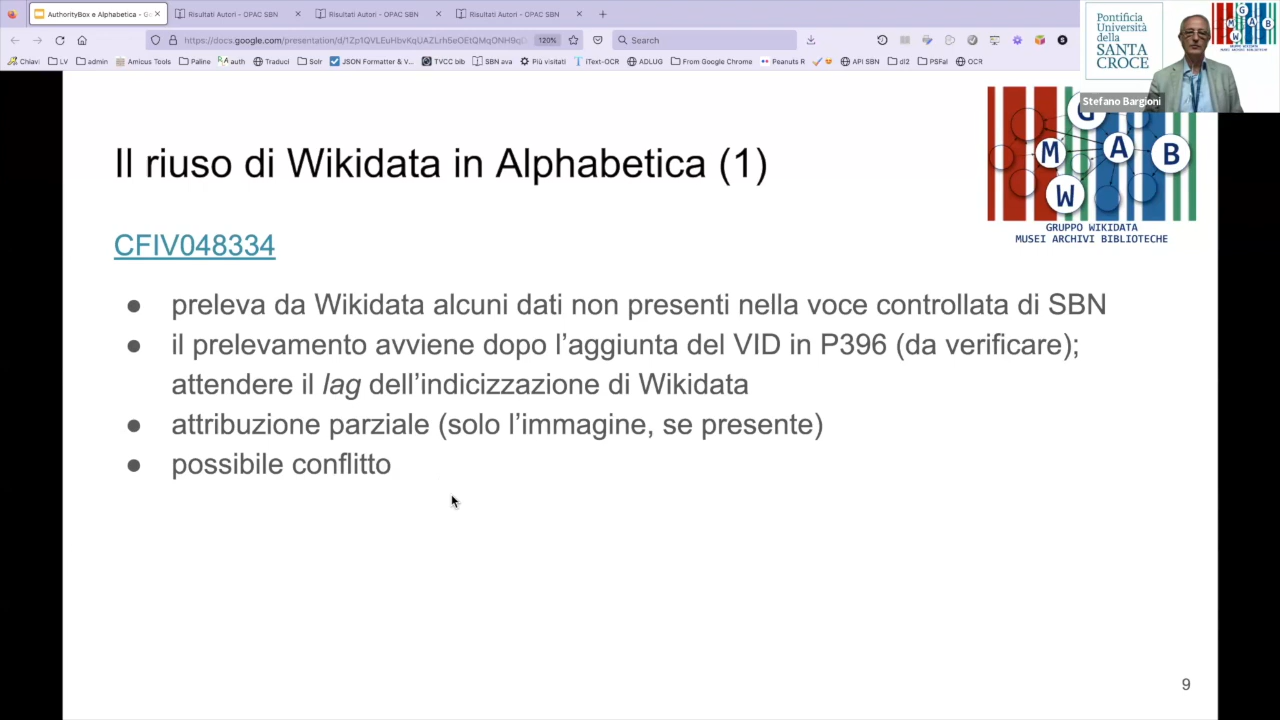 AuthorityBox e Alphabetica - Go
Risultati Autori - OPAC SBN
Risultati Autori - OPAC SBN
Risultati Autori - OPAC SBN
120%
Search
Chiavi
LV
admin
Amicus Tools
Paline
auth
Traduci
Solr
JSON Formatter & V...
TVCC bib
SBN ava
Più visitati
iText-OCR
ADLUG
From Google Chrome
Peanuts
API SBN
dl2
PSFal
OCR
Pontificia
Università
della
SANTA
CROCE
Stefano Bargioni
Il riuso di Wikidata in Alphabetica (1)
G
M
A
B
W
GRUPPO WIKIDATA
MUSEI ARCHIVI BIBLIOTECHE
CFIV048334
● preleva da Wikidata alcuni dati non presenti nella voce controllata di SBN
● il prelevamento avviene dopo l’aggiunta del VID in P396 (da verificare);
attendere il lag dell’indicizzazione di Wikidata
● attribuzione parziale (solo l’immagine, se presente)
● possibile conflitto
9